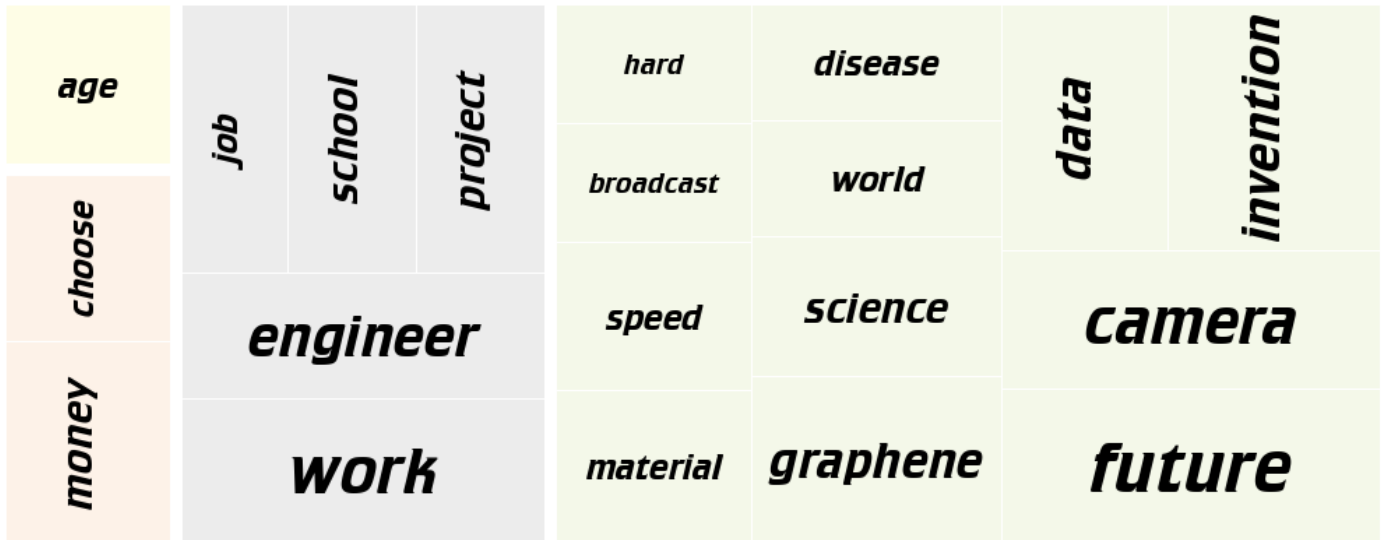 age
choose
money
job
school
project
engineer
work
hard
broadcast
speed
material
disease
world
science
graphene
data
invention
camera
future